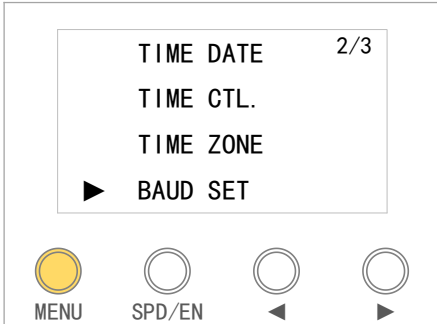 TIME DATE 2/3
TIME CTL.
TIME ZONE
▶ BAUD SET
MENU SPD/EN ◀ ▶